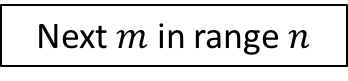 Next 𝑚 in range 𝑛